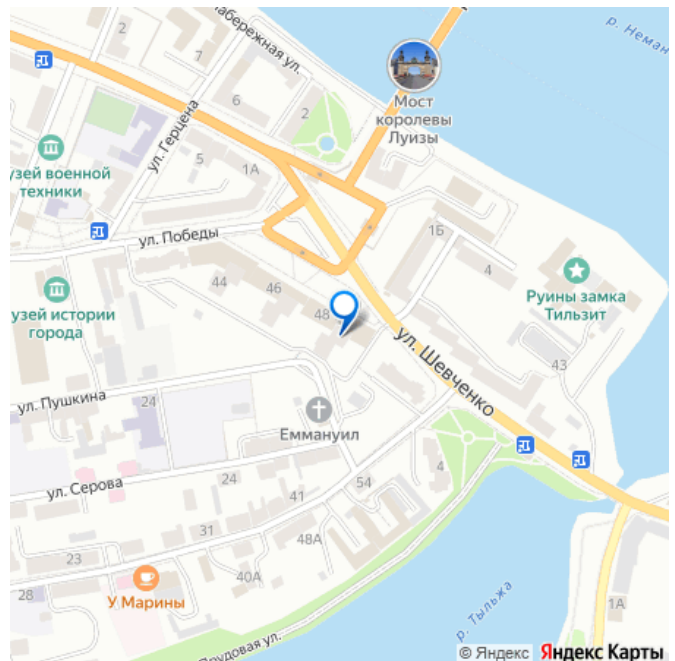 набережная ул.
р. Неман
2
7
6
2
Мост
королевы
Луизы
ул. Герцена
узей военной
техники
5
1А
ул. Победы
1Б
4
44
46
48
Руины замка
Тильзит
узей истории
города
ул. Шевченко
43
ул. Пушкина
24
Еммануил
ул. Серова
24
4
54
41
31
48А
23
40А
28
У Марины
р. Тыльжа
1А
Прудовая ул.
© Яндекс Яндекс Карты